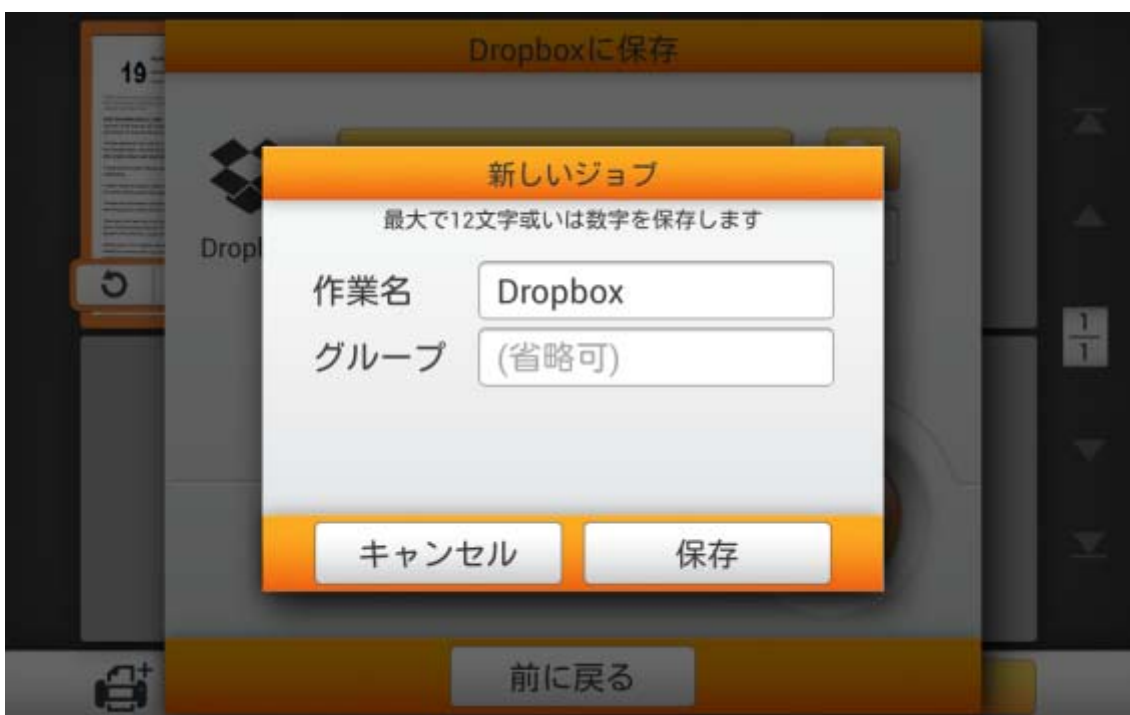 Dropboxに保存
19
新しいジョブ
最大で12文字或いは数字を保存します
作業名 Dropbox
グループ (省略可)
キャンセル 保存
1
1
前に戻る